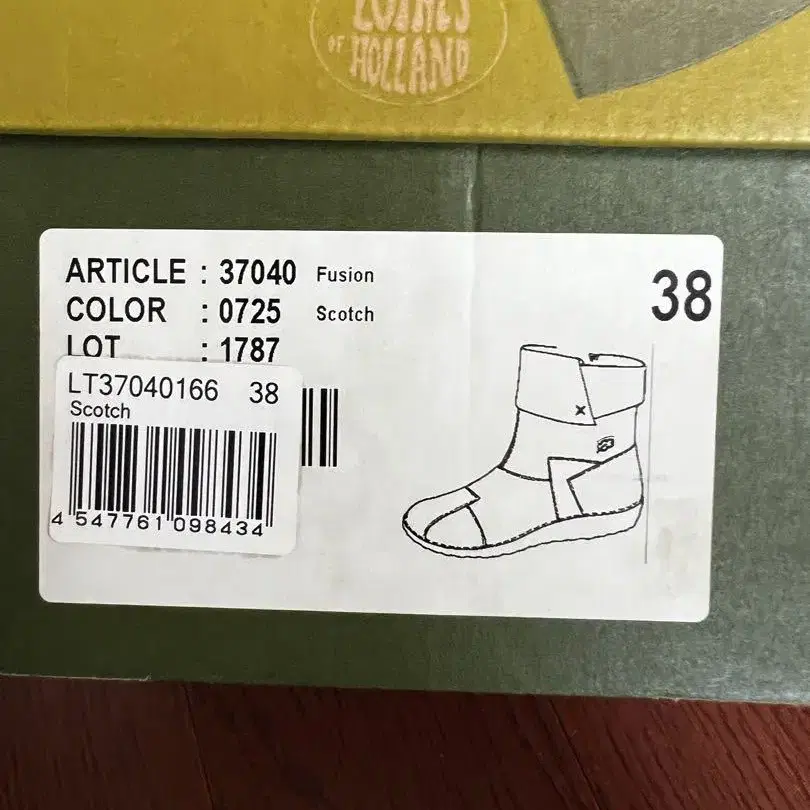 OF HOLLAND
ARTICLE : 37040 Fusion
COLOR : 0725 Scotch
LOT : 1787
38
LT37040166 38
Scotch
4 547761 098434